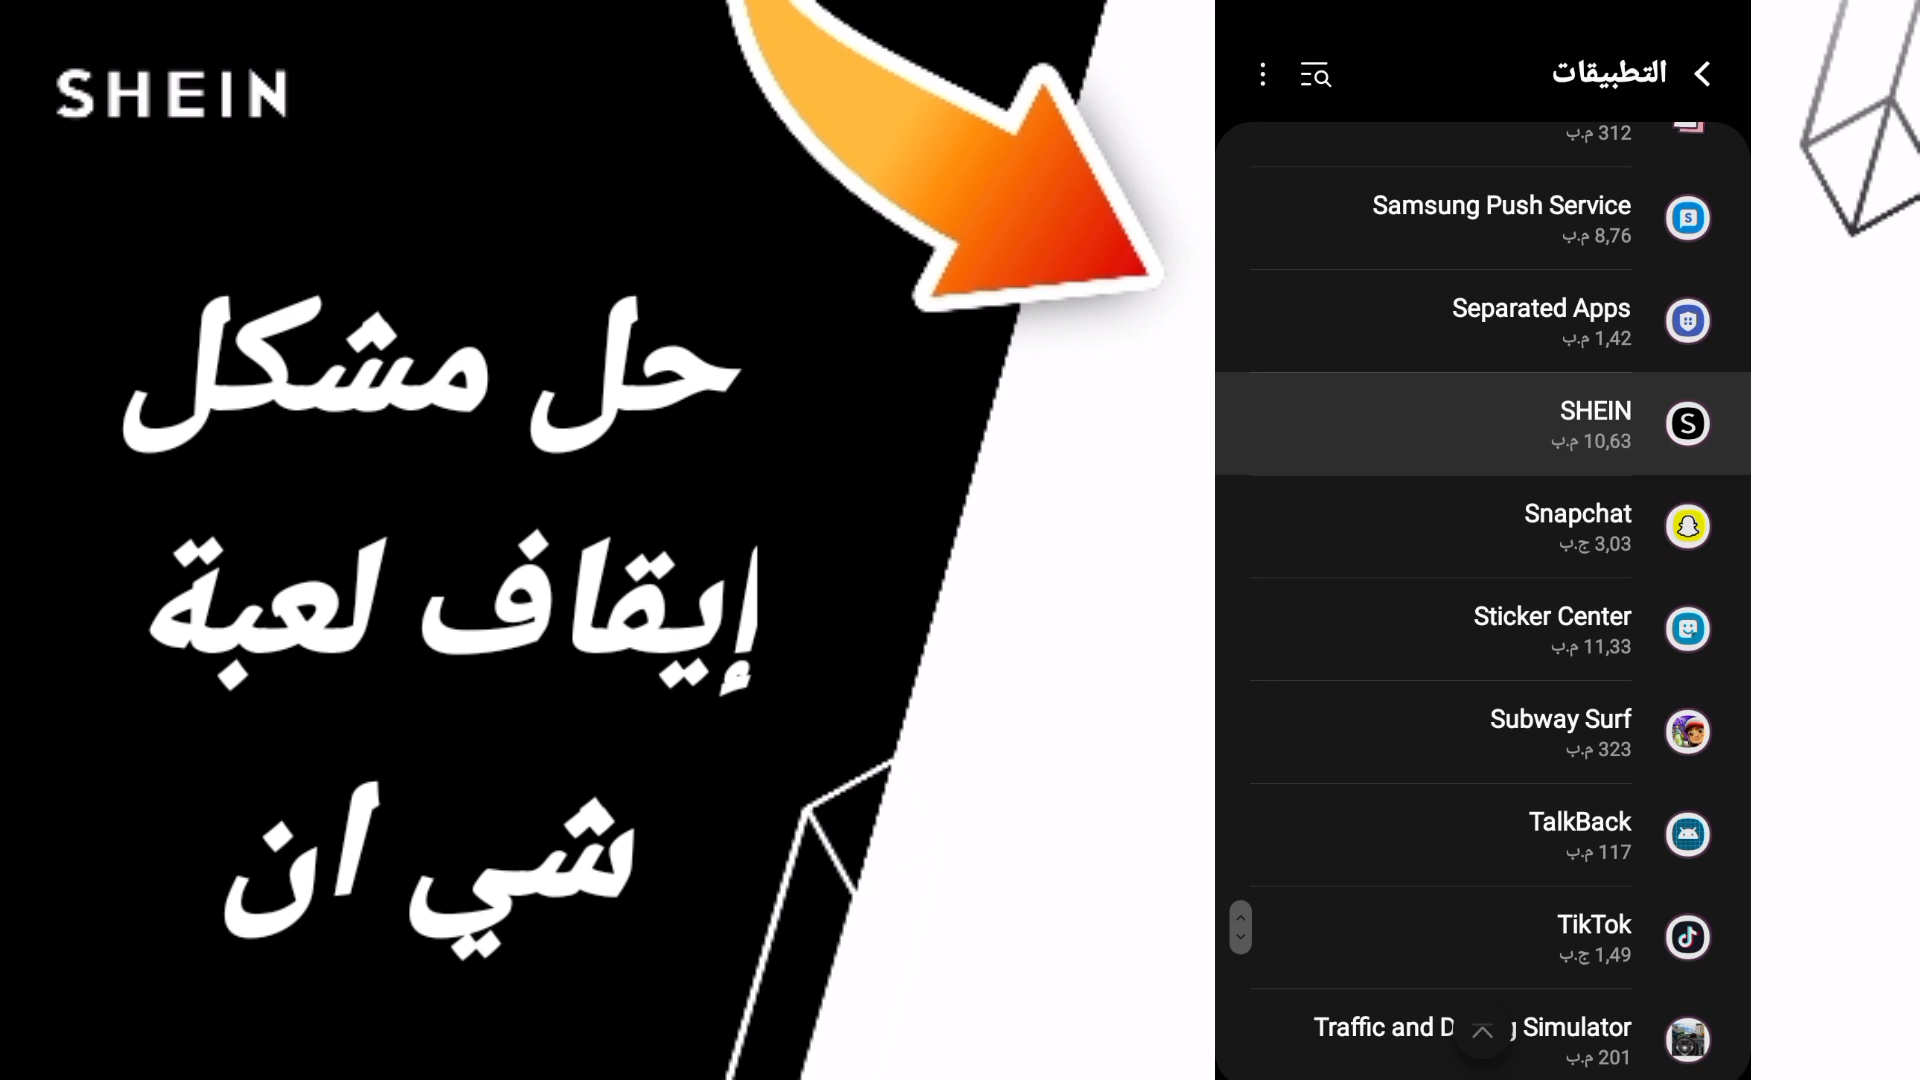 SHEIN
حل مشكل
إيقاف لعبة
شي ان
التطبيقات
312 م.ب
Samsung Push Service
8,76 م.ب
Separated Apps
1,42 م.ب
SHEIN
10,63 م.ب
Snapchat
3,03 ج.ب
Sticker Center
11,33 م.ب
Subway Surf
323 م.ب
TalkBack
117 م.ب
TikTok
1,49 ج.ب
Traffic and Simulator
201 م.ب